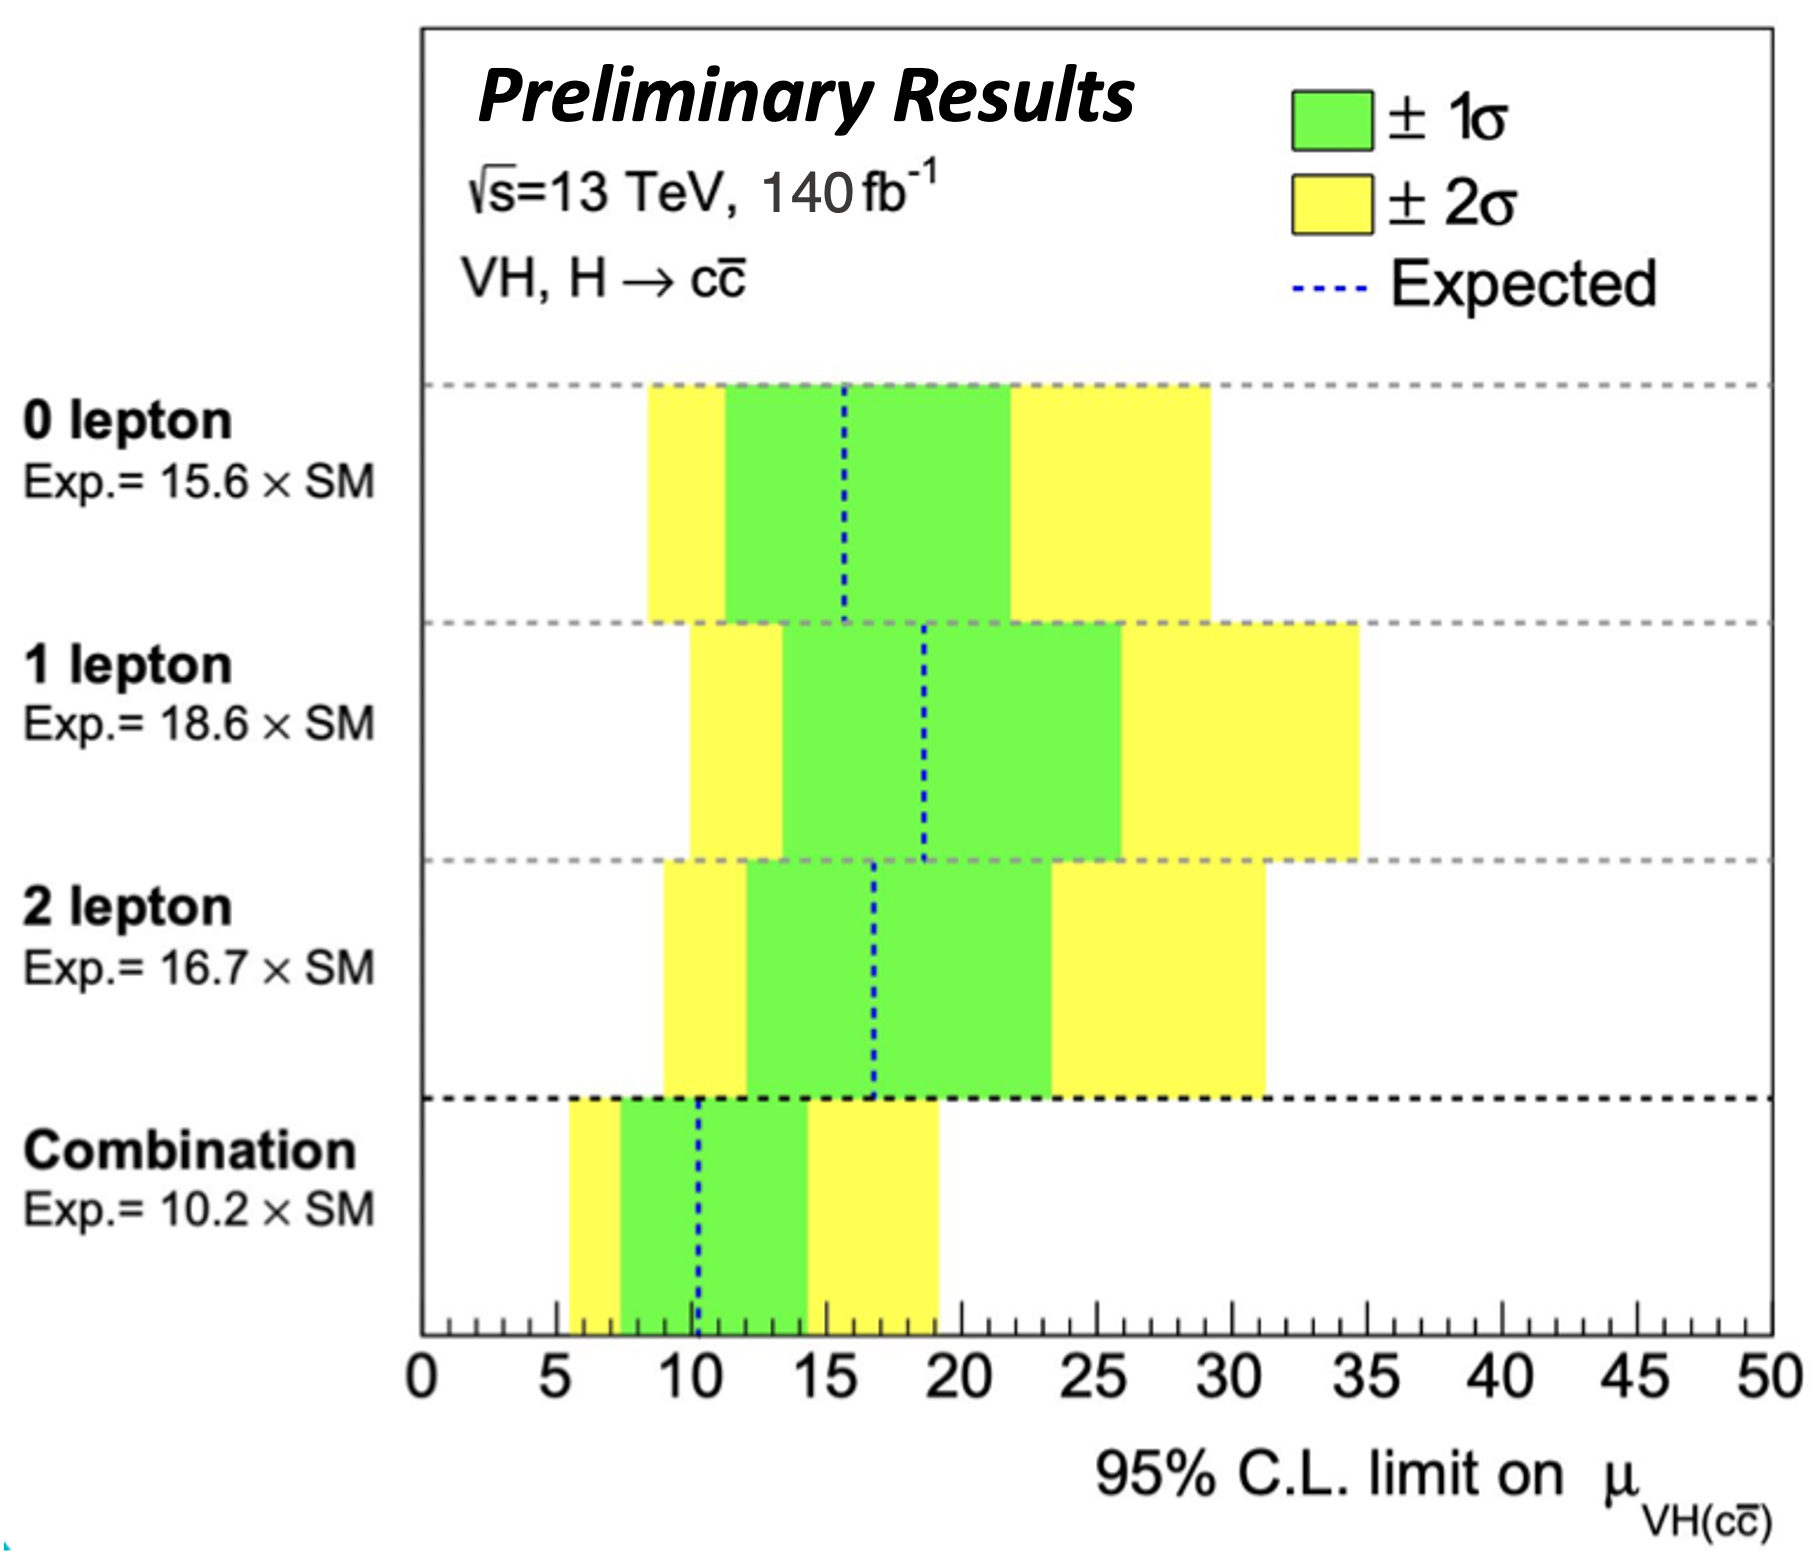 Preliminary Results
√s=13 TeV, 140 fb⁻¹
VH, H → cc̅
± 1σ
± 2σ
Expected
0 lepton
Exp.= 15.6 × SM
1 lepton
Exp.= 18.6 × SM
2 lepton
Exp.= 16.7 × SM
Combination
Exp.= 10.2 × SM
0 5 10 15 20 25 30 35 40 45 50
95% C.L. limit on μ VH(cc̅)